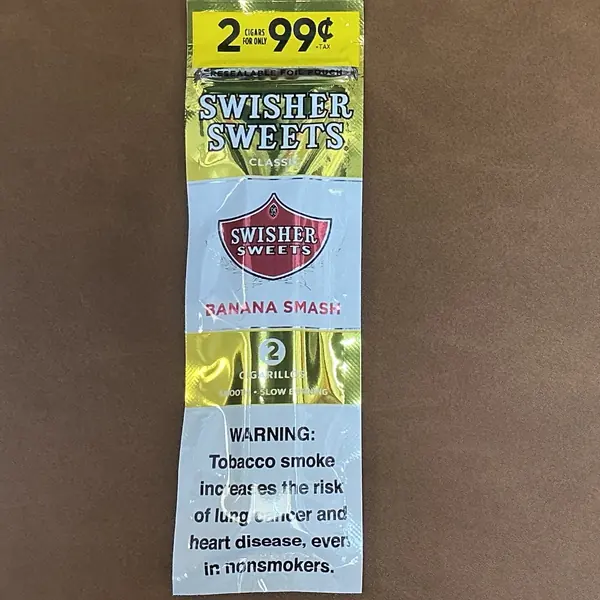 2 CIGARS FOR ONLY 99¢ +TAX
RESEALABLE FOIL POUCH
SWISHER
SWEETS
CLASSIC
SWISHER
SWEETS
BANANA SMASH
2
CIGARILLOS
SMOOTH • SLOW BURNING
WARNING:
Tobacco smoke
increases the risk
of lung cancer and
heart disease, even
in nonsmokers.